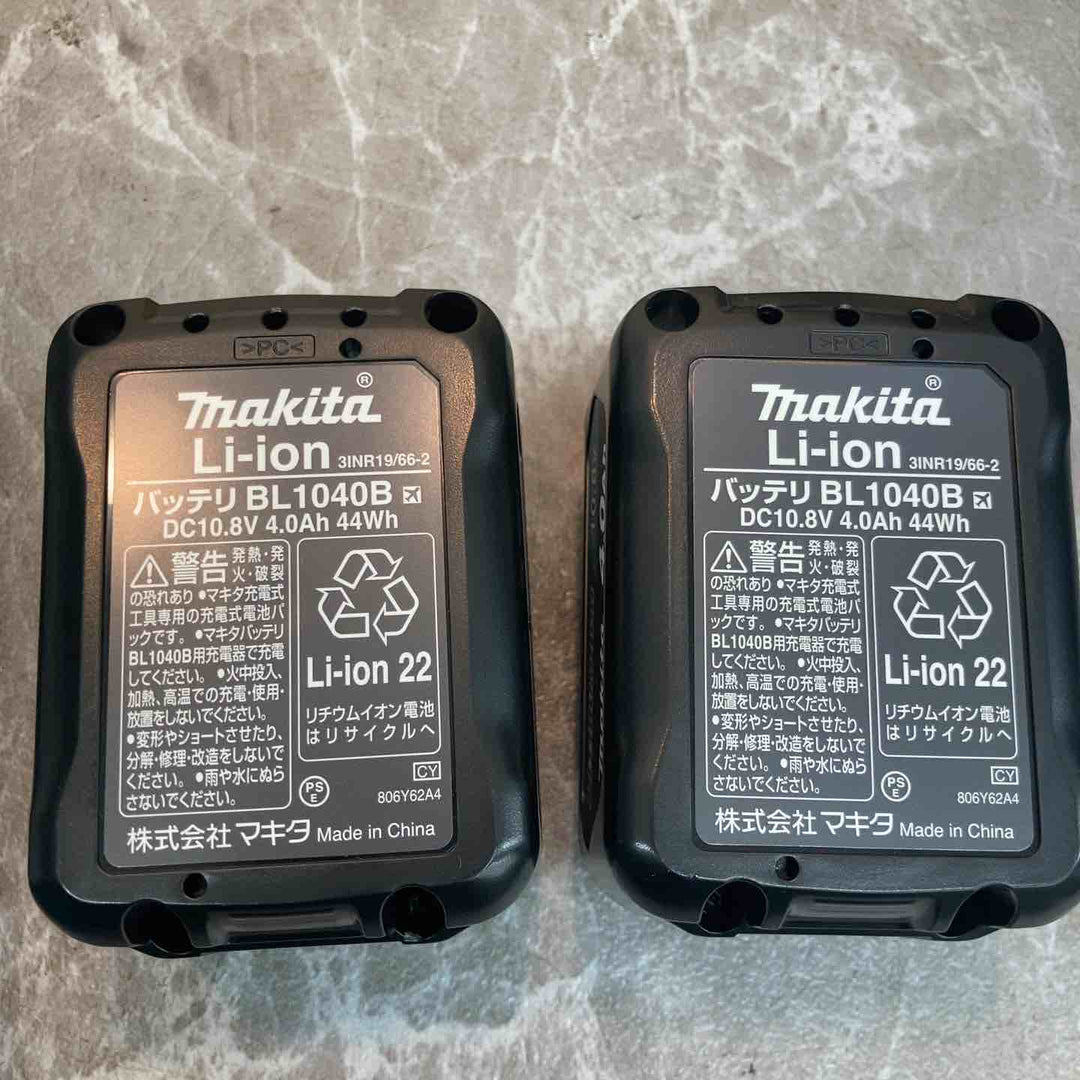 >PC<
makita®
Li-ion 3INR19/66-2
バッテリ BL1040B
DC10.8V 4.0Ah 44Wh
警告 発熱・発
火・破裂
の恐れあり ●マキタ充電式
工具専用の充電式電池パ
ックです。●マキタバッテリ
BL1040B用充電器で充電
してください。●火中投入、
加熱、高温での充電・使用・
放置をしないでください。
●変形やショートさせたり、
分解・修理・改造をしないで
ください。●雨や水にぬら
さないでください。
Li-ion 22
リチウムイオン電池
はリサイクルへ
PS
E
CY
806Y62A4
株式会社マキタ Made in China
>PC<
makita®
Li-ion 3INR19/66-2
バッテリ BL1040B
DC10.8V 4.0Ah 44Wh
警告 発熱・発
火・破裂
の恐れあり ●マキタ充電式
工具専用の充電式電池パ
ックです。●マキタバッテリ
BL1040B用充電器で充電
してください。●火中投入、
加熱、高温での充電・使用・
放置をしないでください。
●変形やショートさせたり、
分解・修理・改造をしないで
ください。●雨や水にぬら
さないでください。
Li-ion 22
リチウムイオン電池
はリサイクルへ
PS
E
CY
806Y62A4
株式会社マキタ Made in China